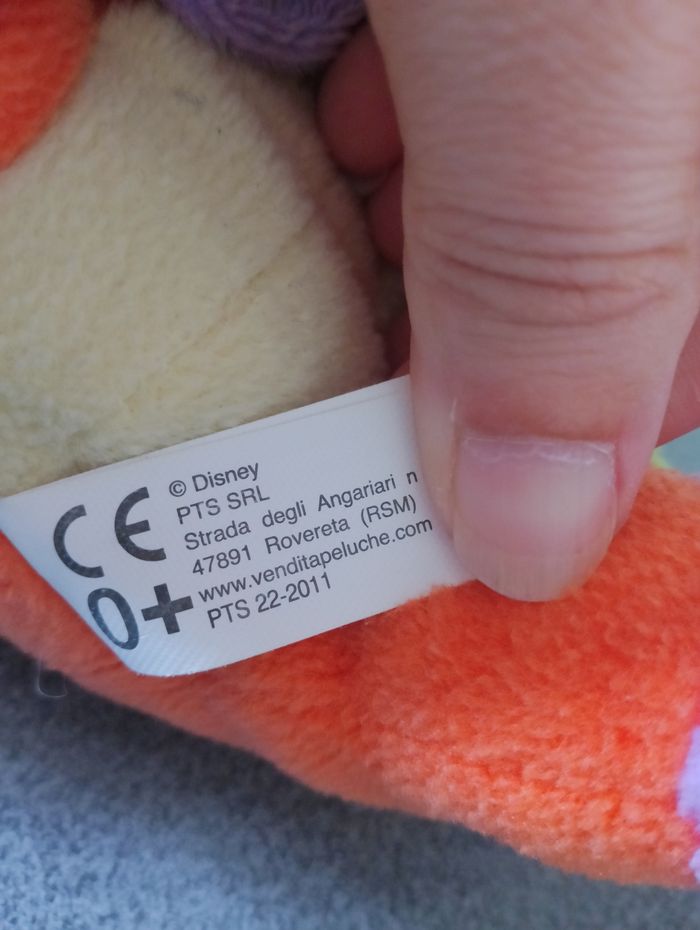 CE
0+
© Disney
PTS SRL
Strada degli Angariari n
47891 Rovereta (RSM)
www.venditapeluche.com
PTS 22-2011